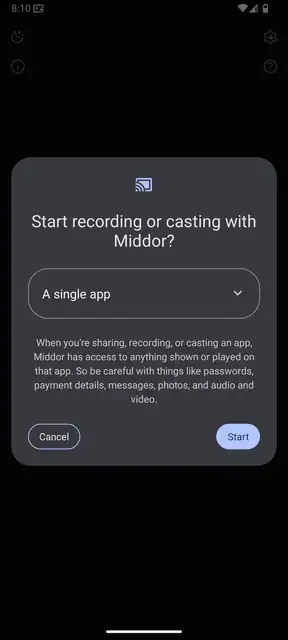 8:10
Start recording or casting with
Middor?
A single app
When you're sharing, recording, or casting an app,
Middor has access to anything shown or played on
that app. So be careful with things like passwords,
payment details, messages, photos, and audio and
video.
Cancel
Start